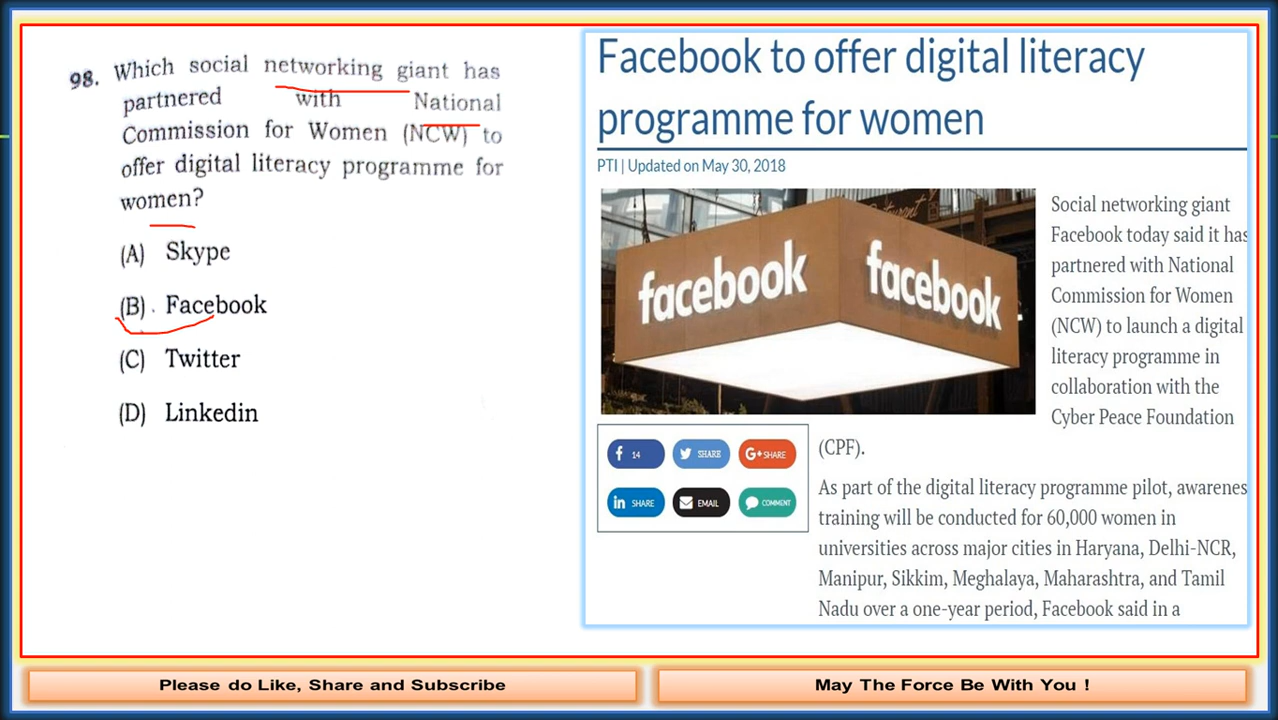 98. Which social networking giant has
partnered with National
Commission for Women (NCW) to
offer digital literacy programme for
women?
(A) Skype
(B) . Facebook
(C) Twitter
(D) Linkedin
Facebook to offer digital literacy
programme for women
PTI | Updated on May 30, 2018
facebook facebook
Social networking giant
Facebook today said it has
partnered with National
Commission for Women
(NCW) to launch a digital
literacy programme in
collaboration with the
Cyber Peace Foundation
(CPF).
f 14
SHARE
G+ SHARE
in SHARE
EMAIL
COMMENT
As part of the digital literacy programme pilot, awarenes
training will be conducted for 60,000 women in
universities across major cities in Haryana, Delhi-NCR,
Manipur, Sikkim, Meghalaya, Maharashtra, and Tamil
Nadu over a one-year period, Facebook said in a
Please do Like, Share and Subscribe
May The Force Be With You !